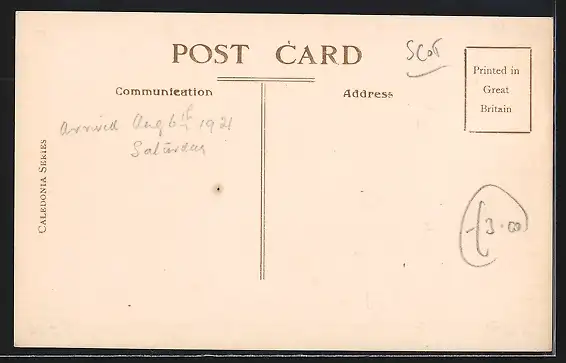 POST CARD
SCOT
Printed in
Great
Britain
Communication
Address
Arrived Aug 6th 1921
Saturday
CALEDONIA SERIES
£3.00